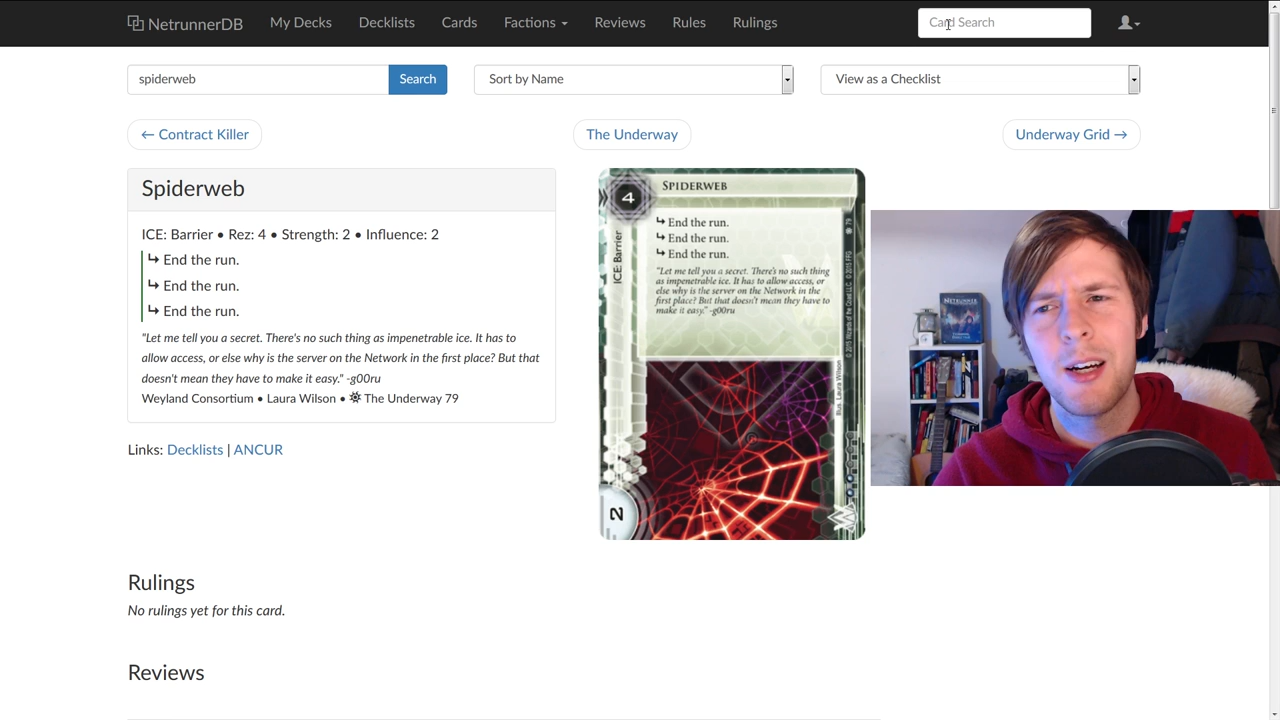 NetrunnerDB My Decks Decklists Cards Factions Reviews Rules Rulings Card Search
spiderweb Search Sort by Name View as a Checklist
← Contract Killer The Underway Underway Grid →
Spiderweb
ICE: Barrier • Rez: 4 • Strength: 2 • Influence: 2
↳ End the run.
↳ End the run.
↳ End the run.
"Let me tell you a secret. There's no such thing as impenetrable ice. It has to
allow access, or else why is the server on the Network in the first place? But that
doesn't mean they have to make it easy." -g00ru
Weyland Consortium • Laura Wilson • The Underway 79
Links: Decklists | ANCUR
4
SPIDERWEB
ICE: Barrier
↳ End the run.
↳ End the run.
↳ End the run.
"Let me tell you a secret. There's no such thing
as impenetrable ice. It has to allow access, or
else why is the server on the Network in the
first place? But that doesn't mean they have to
make it easy." -g00ru
79
Illus. Laura Wilson
2
NETRUNNER
Rulings
No rulings yet for this card.
Reviews